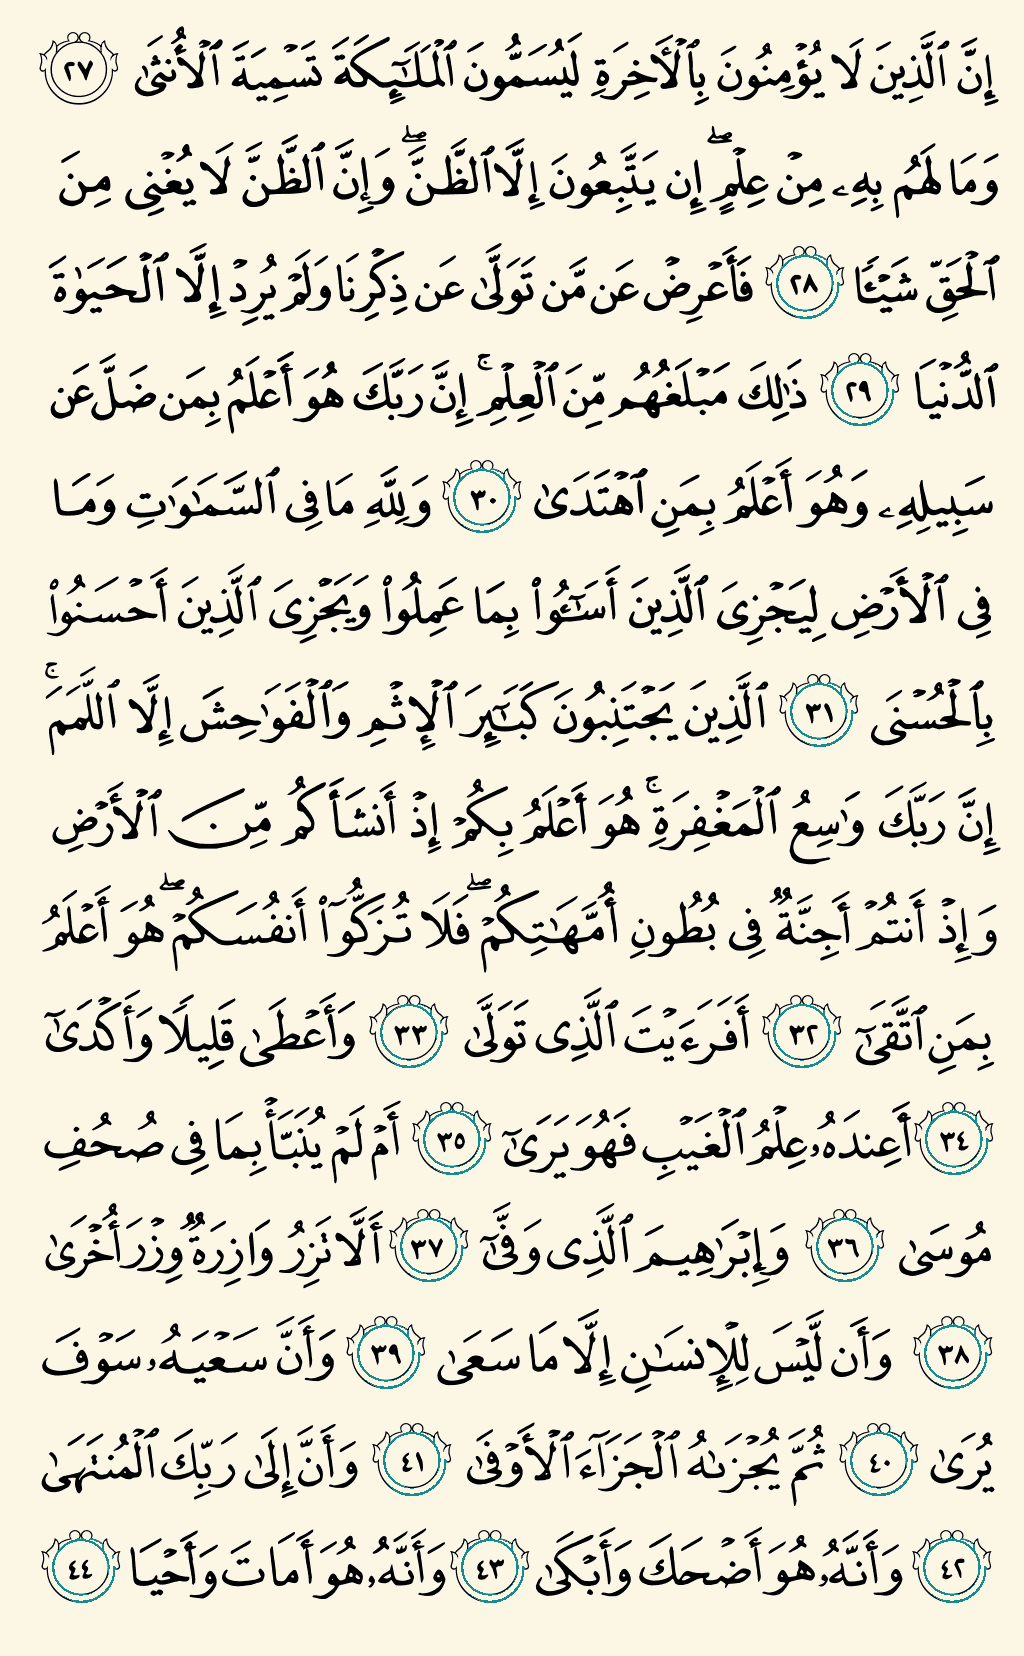 إِنَّ ٱلَّذِينَ لَا يُؤۡمِنُونَ بِٱلۡأٓخِرَةِ لَيُسَمُّونَ ٱلۡمَلَٰٓئِكَةَ تَسۡمِيَةَ ٱلۡأُنثَىٰ ٢٧
وَمَا لَهُم بِهِۦ مِنۡ عِلۡمٍۖ إِن يَتَّبِعُونَ إِلَّا ٱلظَّنَّۖ وَإِنَّ ٱلظَّنَّ لَا يُغۡنِي مِنَ
ٱلۡحَقِّ شَيۡـٔٗا ٢٨ فَأَعۡرِضۡ عَن مَّن تَوَلَّىٰ عَن ذِكۡرِنَا وَلَمۡ يُرِدۡ إِلَّا ٱلۡحَيَوٰةَ
ٱلدُّنۡيَا ٢٩ ذَٰلِكَ مَبۡلَغُهُم مِّنَ ٱلۡعِلۡمِۚ إِنَّ رَبَّكَ هُوَ أَعۡلَمُ بِمَن ضَلَّ عَن
سَبِيلِهِۦ وَهُوَ أَعۡلَمُ بِمَنِ ٱهۡتَدَىٰ ٣٠ وَلِلَّهِ مَا فِي ٱلسَّمَٰوَٰتِ وَمَا
فِي ٱلۡأَرۡضِ لِيَجۡزِيَ ٱلَّذِينَ أَسَٰٓـُٔواْ بِمَا عَمِلُواْ وَيَجۡزِيَ ٱلَّذِينَ أَحۡسَنُواْ
بِٱلۡحُسۡنَى ٣١ ٱلَّذِينَ يَجۡتَنِبُونَ كَبَٰٓئِرَ ٱلۡإِثۡمِ وَٱلۡفَوَٰحِشَ إِلَّا ٱللَّمَمَۚ
إِنَّ رَبَّكَ وَٰسِعُ ٱلۡمَغۡفِرَةِۚ هُوَ أَعۡلَمُ بِكُمۡ إِذۡ أَنشَأَكُم مِّنَ ٱلۡأَرۡضِ
وَإِذۡ أَنتُمۡ أَجِنَّةٞ فِي بُطُونِ أُمَّهَٰتِكُمۡۖ فَلَا تُزَكُّوٓاْ أَنفُسَكُمۡۖ هُوَ أَعۡلَمُ
بِمَنِ ٱتَّقَىٰٓ ٣٢ أَفَرَءَيۡتَ ٱلَّذِي تَوَلَّىٰ ٣٣ وَأَعۡطَىٰ قَلِيلٗا وَأَكۡدَىٰٓ
٣٤ أَعِندَهُۥ عِلۡمُ ٱلۡغَيۡبِ فَهُوَ يَرَىٰٓ ٣٥ أَمۡ لَمۡ يُنَبَّأۡ بِمَا فِي صُحُفِ
مُوسَىٰ ٣٦ وَإِبۡرَٰهِيمَ ٱلَّذِي وَفَّىٰٓ ٣٧ أَلَّا تَزِرُ وَازِرَةٞ وِزۡرَ أُخۡرَىٰ
٣٨ وَأَن لَّيۡسَ لِلۡإِنسَٰنِ إِلَّا مَا سَعَىٰ ٣٩ وَأَنَّ سَعۡيَهُۥ سَوۡفَ
يُرَىٰ ٤٠ ثُمَّ يُجۡزَىٰهُ ٱلۡجَزَآءَ ٱلۡأَوۡفَىٰ ٤١ وَأَنَّ إِلَىٰ رَبِّكَ ٱلۡمُنتَهَىٰ
٤٢ وَأَنَّهُۥ هُوَ أَضۡحَكَ وَأَبۡكَىٰ ٤٣ وَأَنَّهُۥ هُوَ أَمَاتَ وَأَحۡيَا ٤٤